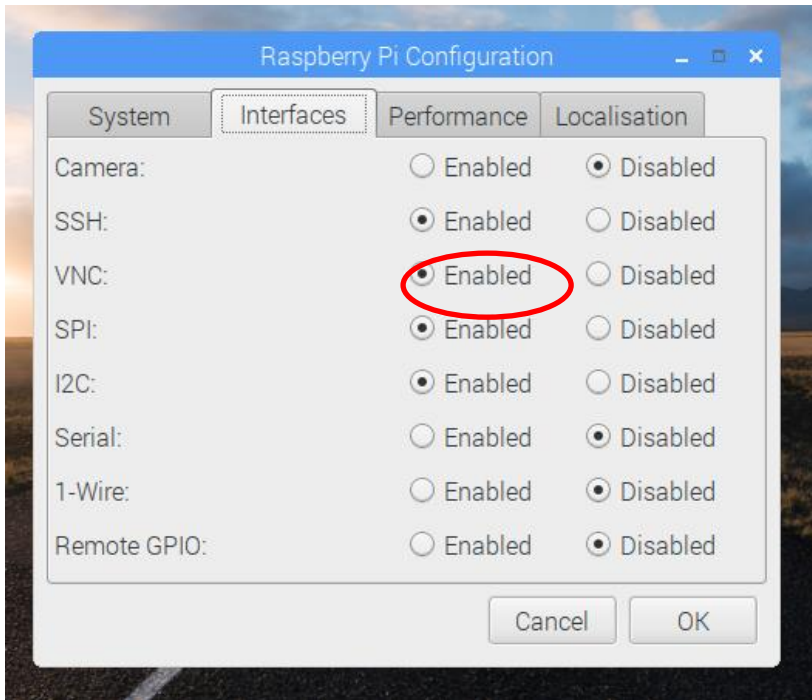 Raspberry Pi Configuration
System Interfaces Performance Localisation
Camera: Enabled Disabled
SSH: Enabled Disabled
VNC: Enabled Disabled
SPI: Enabled Disabled
I2C: Enabled Disabled
Serial: Enabled Disabled
1-Wire: Enabled Disabled
Remote GPIO: Enabled Disabled
Cancel OK